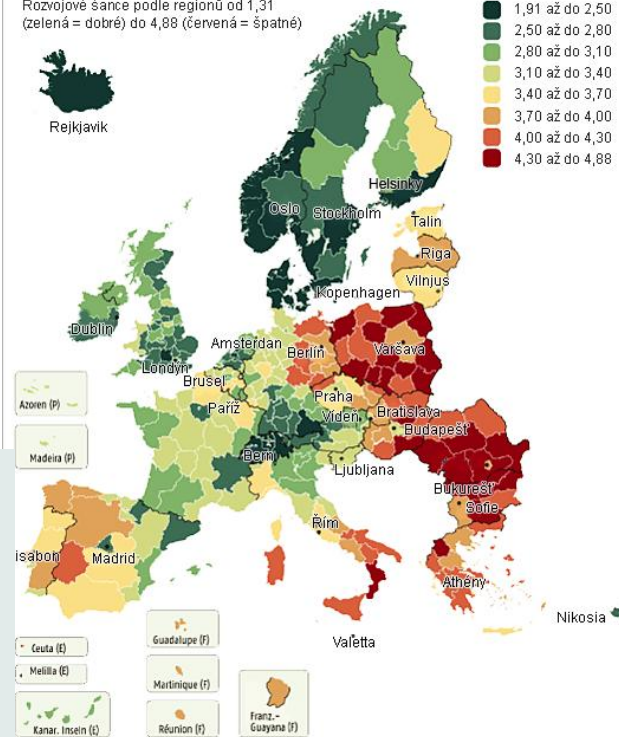 Rozvojové šance podle regionů od 1,31
(zelená = dobré) do 4,88 (červená = špatné)
1,91 až do 2,50
2,50 až do 2,80
2,80 až do 3,10
3,10 až do 3,40
3,40 až do 3,70
3,70 až do 4,00
4,00 až do 4,30
4,30 až do 4,88
Rejkjavik
Helsinky
Oslo
Stockholm
Talin
Riga
Vilnjus
Kopenhagen
Dublin
Amsterdan
Berlín
Varšava
Londýn
Brusel
Praha
Paříž
Vídeň
Bratislava
Budapešť
Azoren (P)
Madeira (P)
Bern
Ljubljana
Bukurešť
Sofie
Řím
isabon
Madrid
Athény
Nikosia
Valetta
Ceuta (E)
Melilla (E)
Kanar. Inseln (E)
Guadalupe (F)
Martinique (F)
Réunion (F)
Franz.-
Guayana (F)